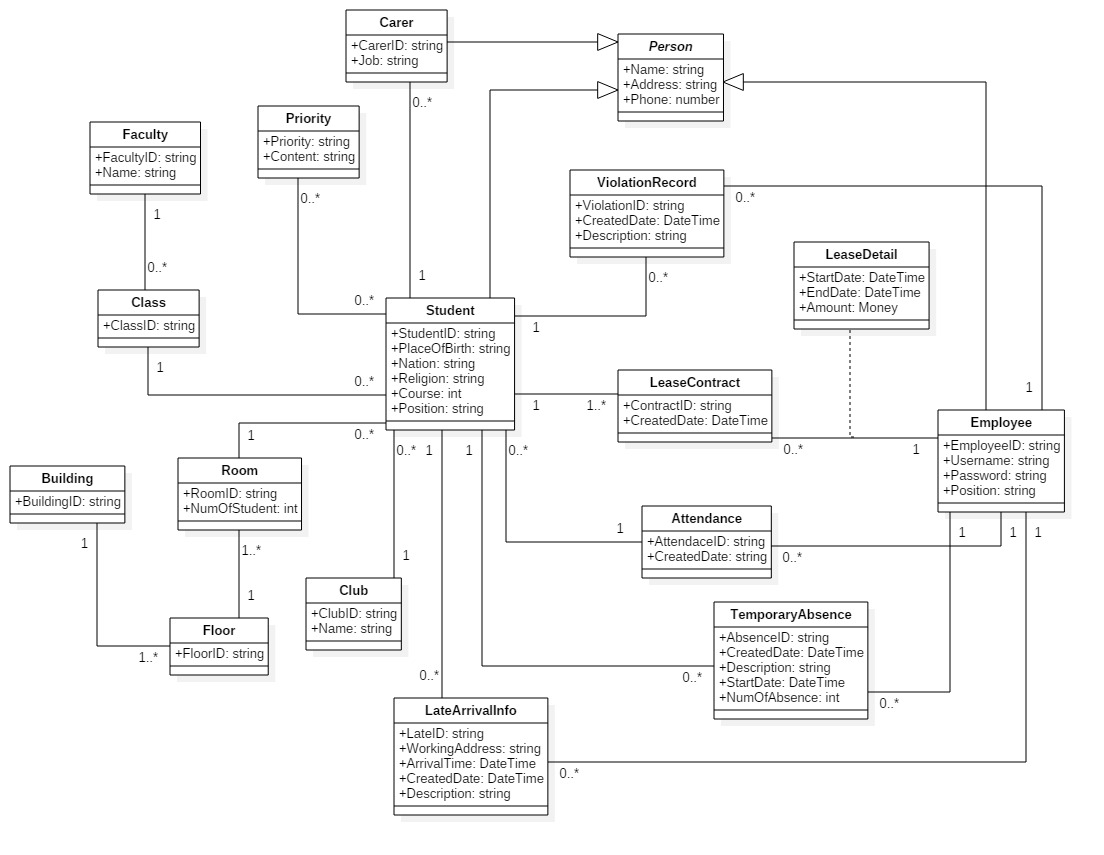 Carer
+CarerID: string
+Job: string
0..*
1
Person
+Name: string
+Address: string
+Phone: number
Priority
+Priority: string
+Content: string
0..*
0..*
Faculty
+FacultyID: string
+Name: string
1
0..*
Class
+ClassID: string
1
0..*
ViolationRecord
+ViolationID: string
+CreatedDate: DateTime
+Description: string
0..*
0..*
1
1
LeaseDetail
+StartDate: DateTime
+EndDate: DateTime
+Amount: Money
Student
+StudentID: string
+PlaceOfBirth: string
+Nation: string
+Religion: string
+Course: int
+Position: string
1
1..*
LeaseContract
+ContractID: string
+CreatedDate: DateTime
0..*
1
Employee
+EmployeeID: string
+Username: string
+Password: string
+Position: string
1
0..*
0..*
1
1
0..*
Building
+BuildingID: string
1
1..*
Room
+RoomID: string
+NumOfStudent: int
1..*
1
Floor
+FloorID: string
1
Club
+ClubID: string
+Name: string
1
Attendance
+AttendaceID: string
+CreatedDate: string
0..*
1
1
1
TemporaryAbsence
+AbsenceID: string
+CreatedDate: DateTime
+Description: string
+StartDate: DateTime
+NumOfAbsence: int
0..*
0..*
0..*
LateArrivalInfo
+LateID: string
+WorkingAddress: string
+ArrivalTime: DateTime
+CreatedDate: DateTime
+Description: string
0..*